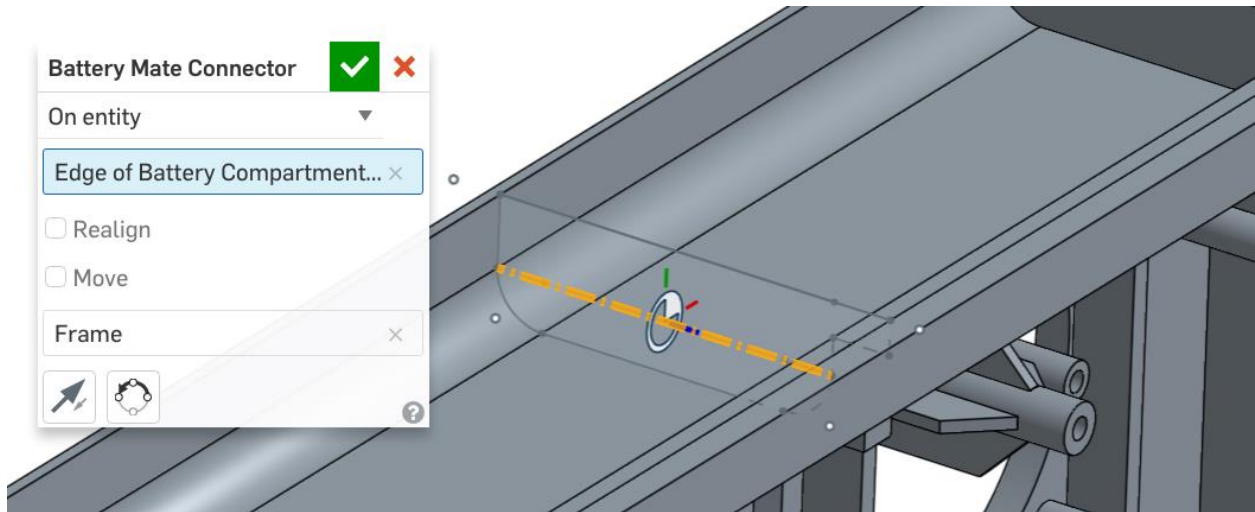 Battery Mate Connector
On entity
Edge of Battery Compartment...
Realign
Move
Frame